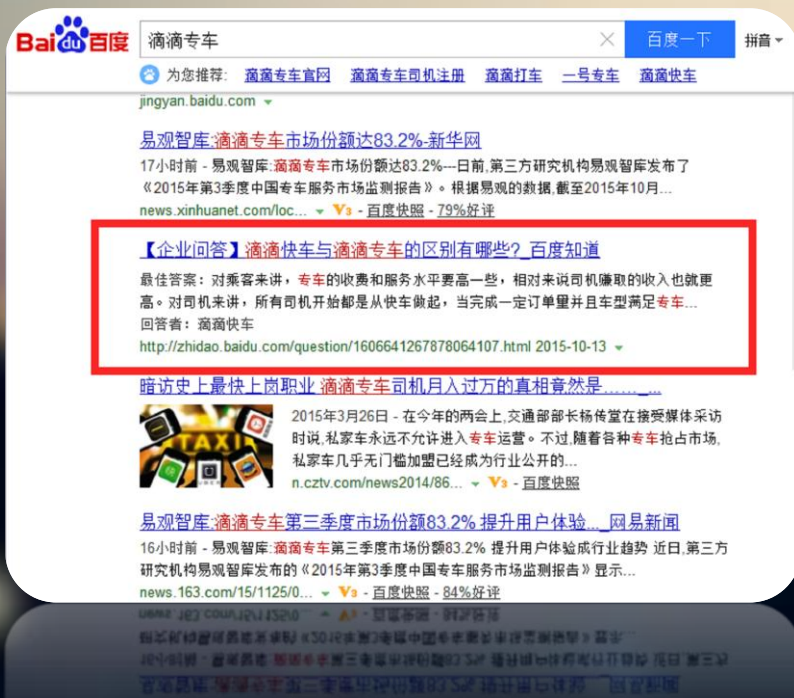 Bai du 百度
滴滴专车
百度一下
拼音
为您推荐: 滴滴专车官网 滴滴专车司机注册 滴滴打车 一号专车 滴滴快车
jingyan.baidu.com
易观智库:滴滴专车市场份额达83.2%-新华网
17小时前 - 易观智库:滴滴专车市场份额达83.2%---日前,第三方研究机构易观智库发布了
《2015年第3季度中国专车服务市场监测报告》。根据易观的数据,截至2015年10月...
news.xinhuanet.com/loc... V3 - 百度快照 - 79%好评
【企业问答】滴滴快车与滴滴专车的区别有哪些?_百度知道
最佳答案: 对乘客来讲，专车的收费和服务水平要高一些，相对来说司机赚取的收入也就更
高。对司机来讲，所有司机开始都是从快车做起，当完成一定订单量并且车型满足专车...
回答者: 滴滴快车
http://zhidao.baidu.com/question/1606641267878064107.html 2015-10-13
暗访史上最快上岗职业 滴滴专车司机月入过万的真相竟然是......_...
TAXI
UBER
2015年3月26日 - 在今年的两会上,交通部部长杨传堂在接受媒体采访
时说,私家车永远不允许进入专车运营。不过,随着各种专车抢占市场,
私家车几乎无门槛加盟已经成为行业公开的...
n.cztv.com/news2014/86... V3 - 百度快照
易观智库:滴滴专车第三季度市场份额83.2% 提升用户体验..._网易新闻
16小时前 - 易观智库:滴滴专车第三季度市场份额83.2% 提升用户体验成行业趋势 近日,第三方
研究机构易观智库发布的《2015年第3季度中国专车服务市场监测报告》显示...
news.163.com/15/1125/0... V3 - 百度快照 - 84%好评